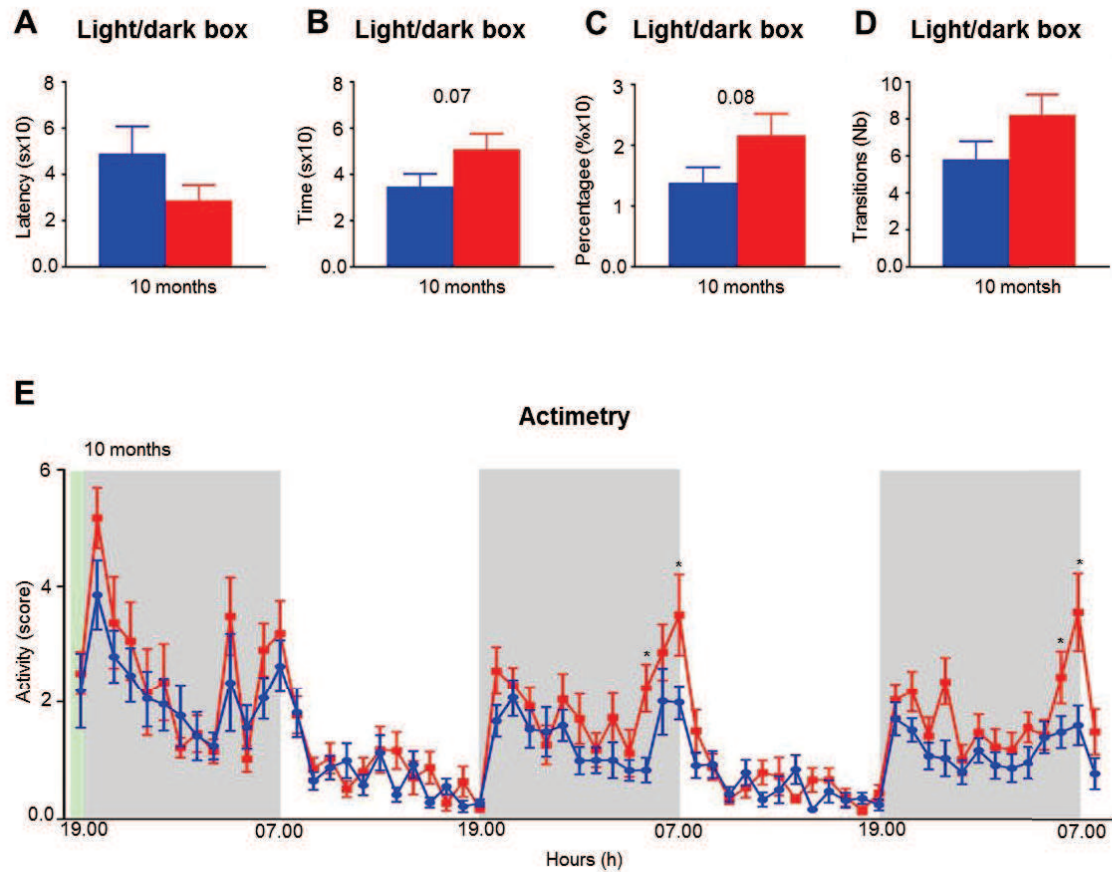 A Light/dark box
8
6
4
2
0.0
Latency (sx10)
10 months
B Light/dark box
8
6
4
2
0.0
Time (sx10)
0.07
10 months
C Light/dark box
3
2
1
0.0
Percentagee (%x10)
0.08
10 months
D Light/dark box
10
8
6
4
2
0.0
Transitions (Nb)
10 montsh
E
Actimetry
10 months
6
4
2
0.0
Activity (score)
* * * *
19.00 07.00 19.00 07.00 19.00 07.00
Hours (h)